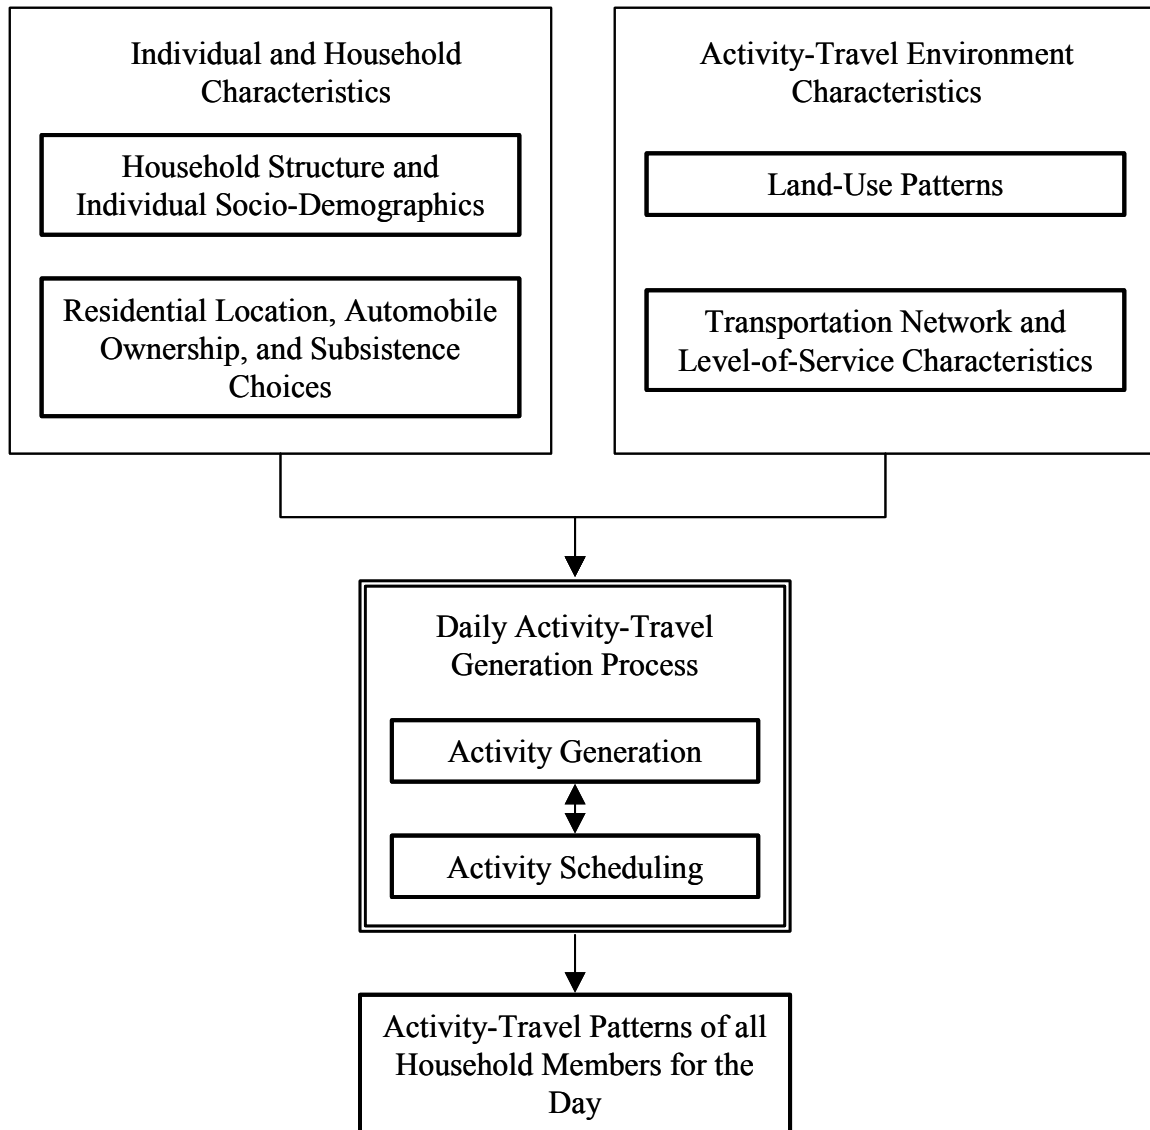 Individual and Household
Characteristics
Household Structure and
Individual Socio-Demographics
Residential Location, Automobile
Ownership, and Subsistence
Choices
Activity-Travel Environment
Characteristics
Land-Use Patterns
Transportation Network and
Level-of-Service Characteristics
Daily Activity-Travel
Generation Process
Activity Generation
Activity Scheduling
Activity-Travel Patterns of all
Household Members for the
Day